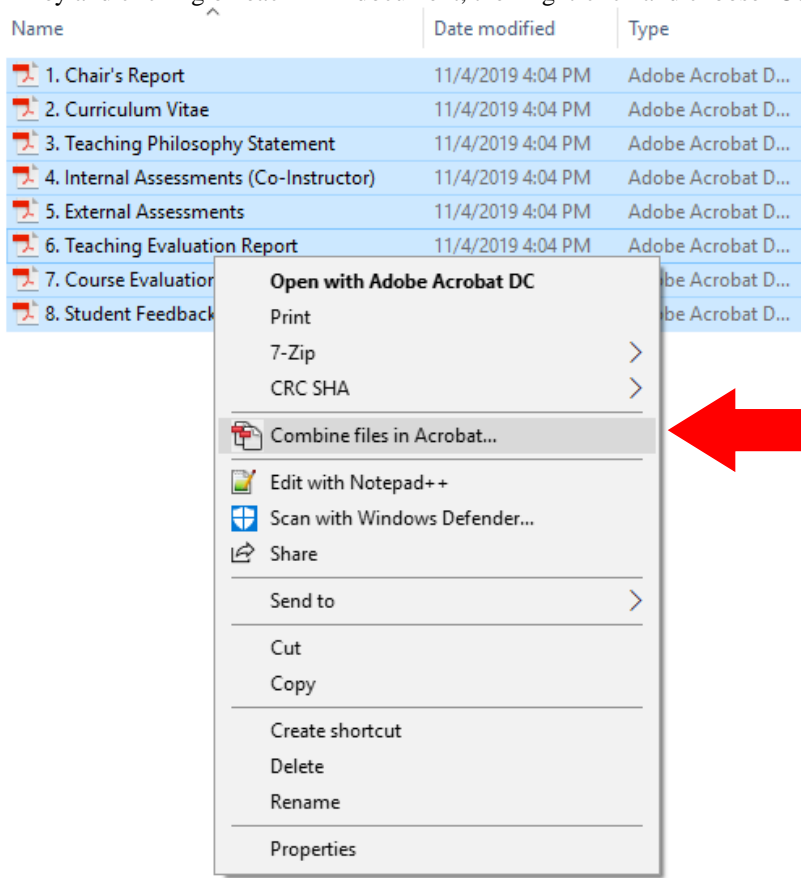 Name Date modified Type
1. Chair's Report 11/4/2019 4:04 PM Adobe Acrobat D...
2. Curriculum Vitae 11/4/2019 4:04 PM Adobe Acrobat D...
3. Teaching Philosophy Statement 11/4/2019 4:04 PM Adobe Acrobat D...
4. Internal Assessments (Co-Instructor) 11/4/2019 4:04 PM Adobe Acrobat D...
5. External Assessments 11/4/2019 4:04 PM Adobe Acrobat D...
6. Teaching Evaluation Report 11/4/2019 4:04 PM Adobe Acrobat D...
7. Course Evaluation be Acrobat D...
8. Student Feedback be Acrobat D...
Open with Adobe Acrobat DC
Print
7-Zip
CRC SHA
Combine files in Acrobat...
Edit with Notepad++
Scan with Windows Defender...
Share
Send to
Cut
Copy
Create shortcut
Delete
Rename
Properties